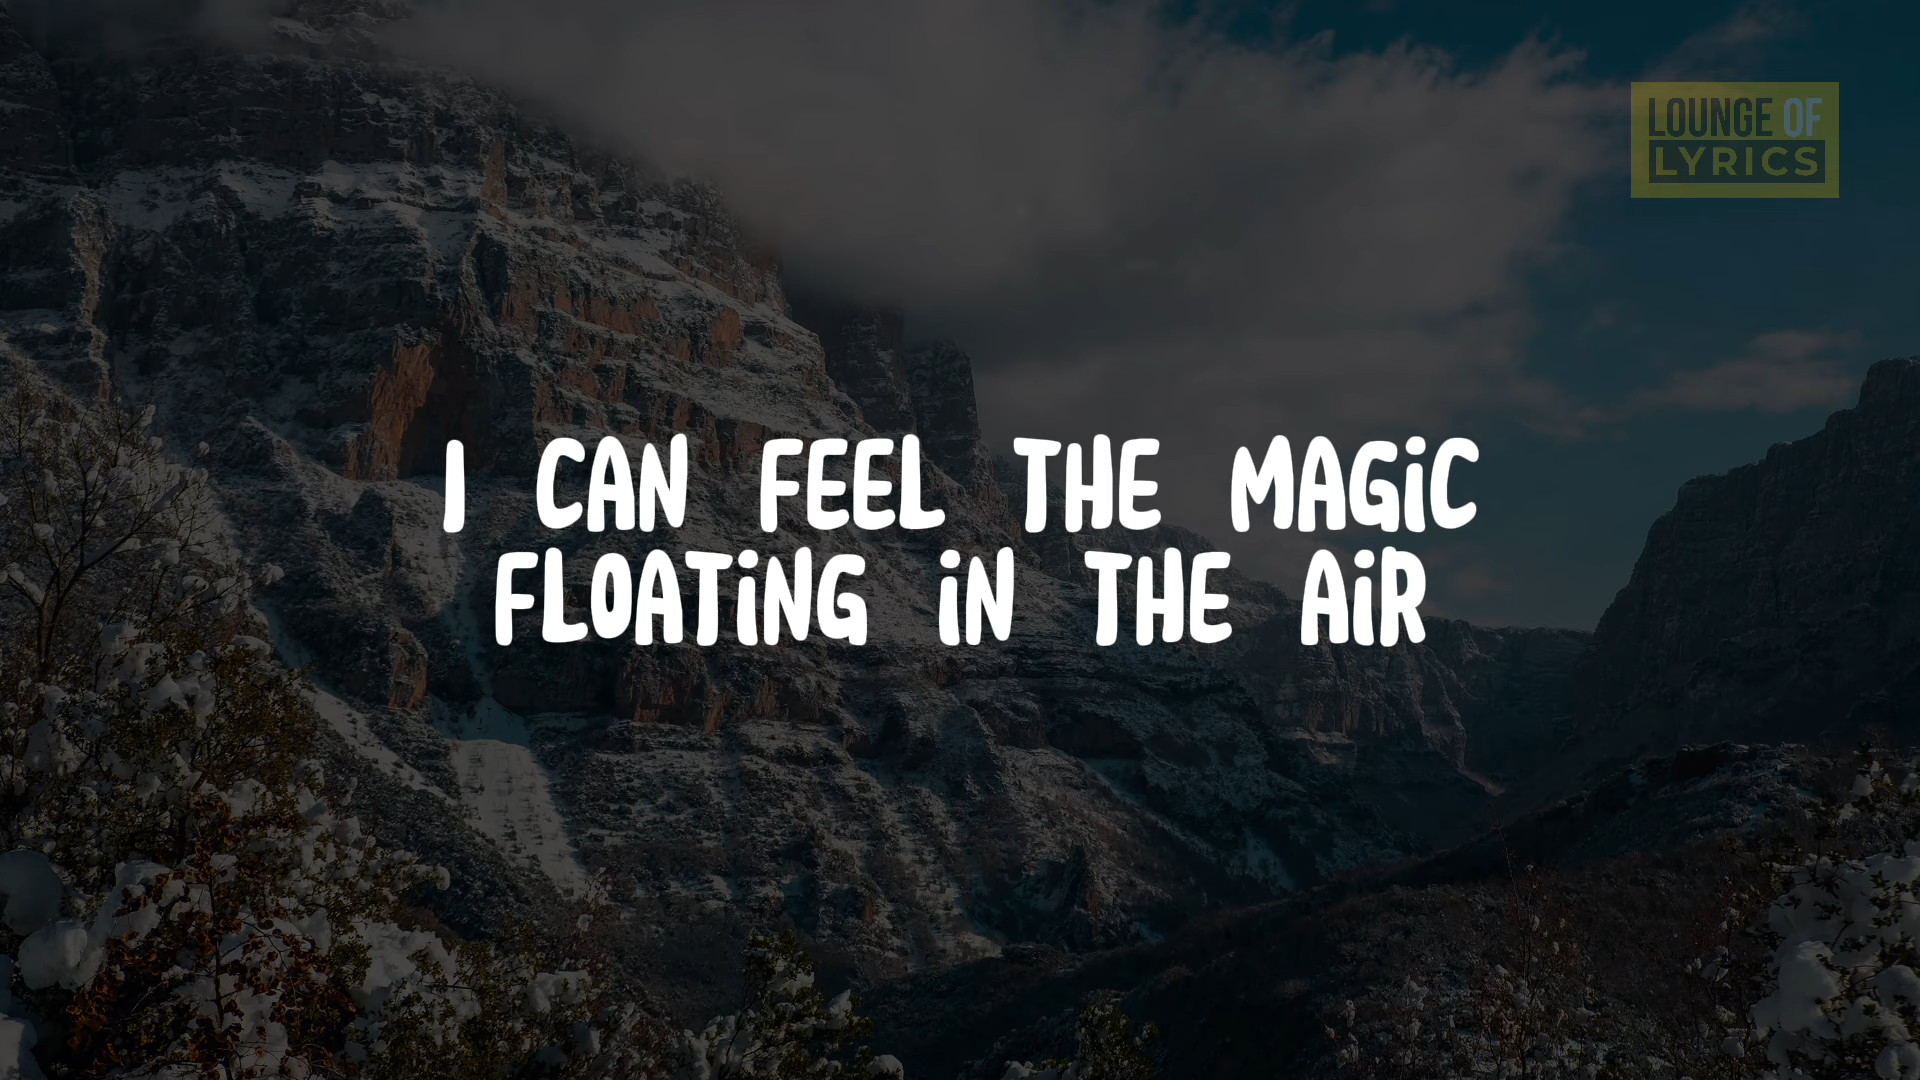 LOUNGE OF
LYRICS
I CAN FEEL THE MAGIC
FLOATING IN THE AIR